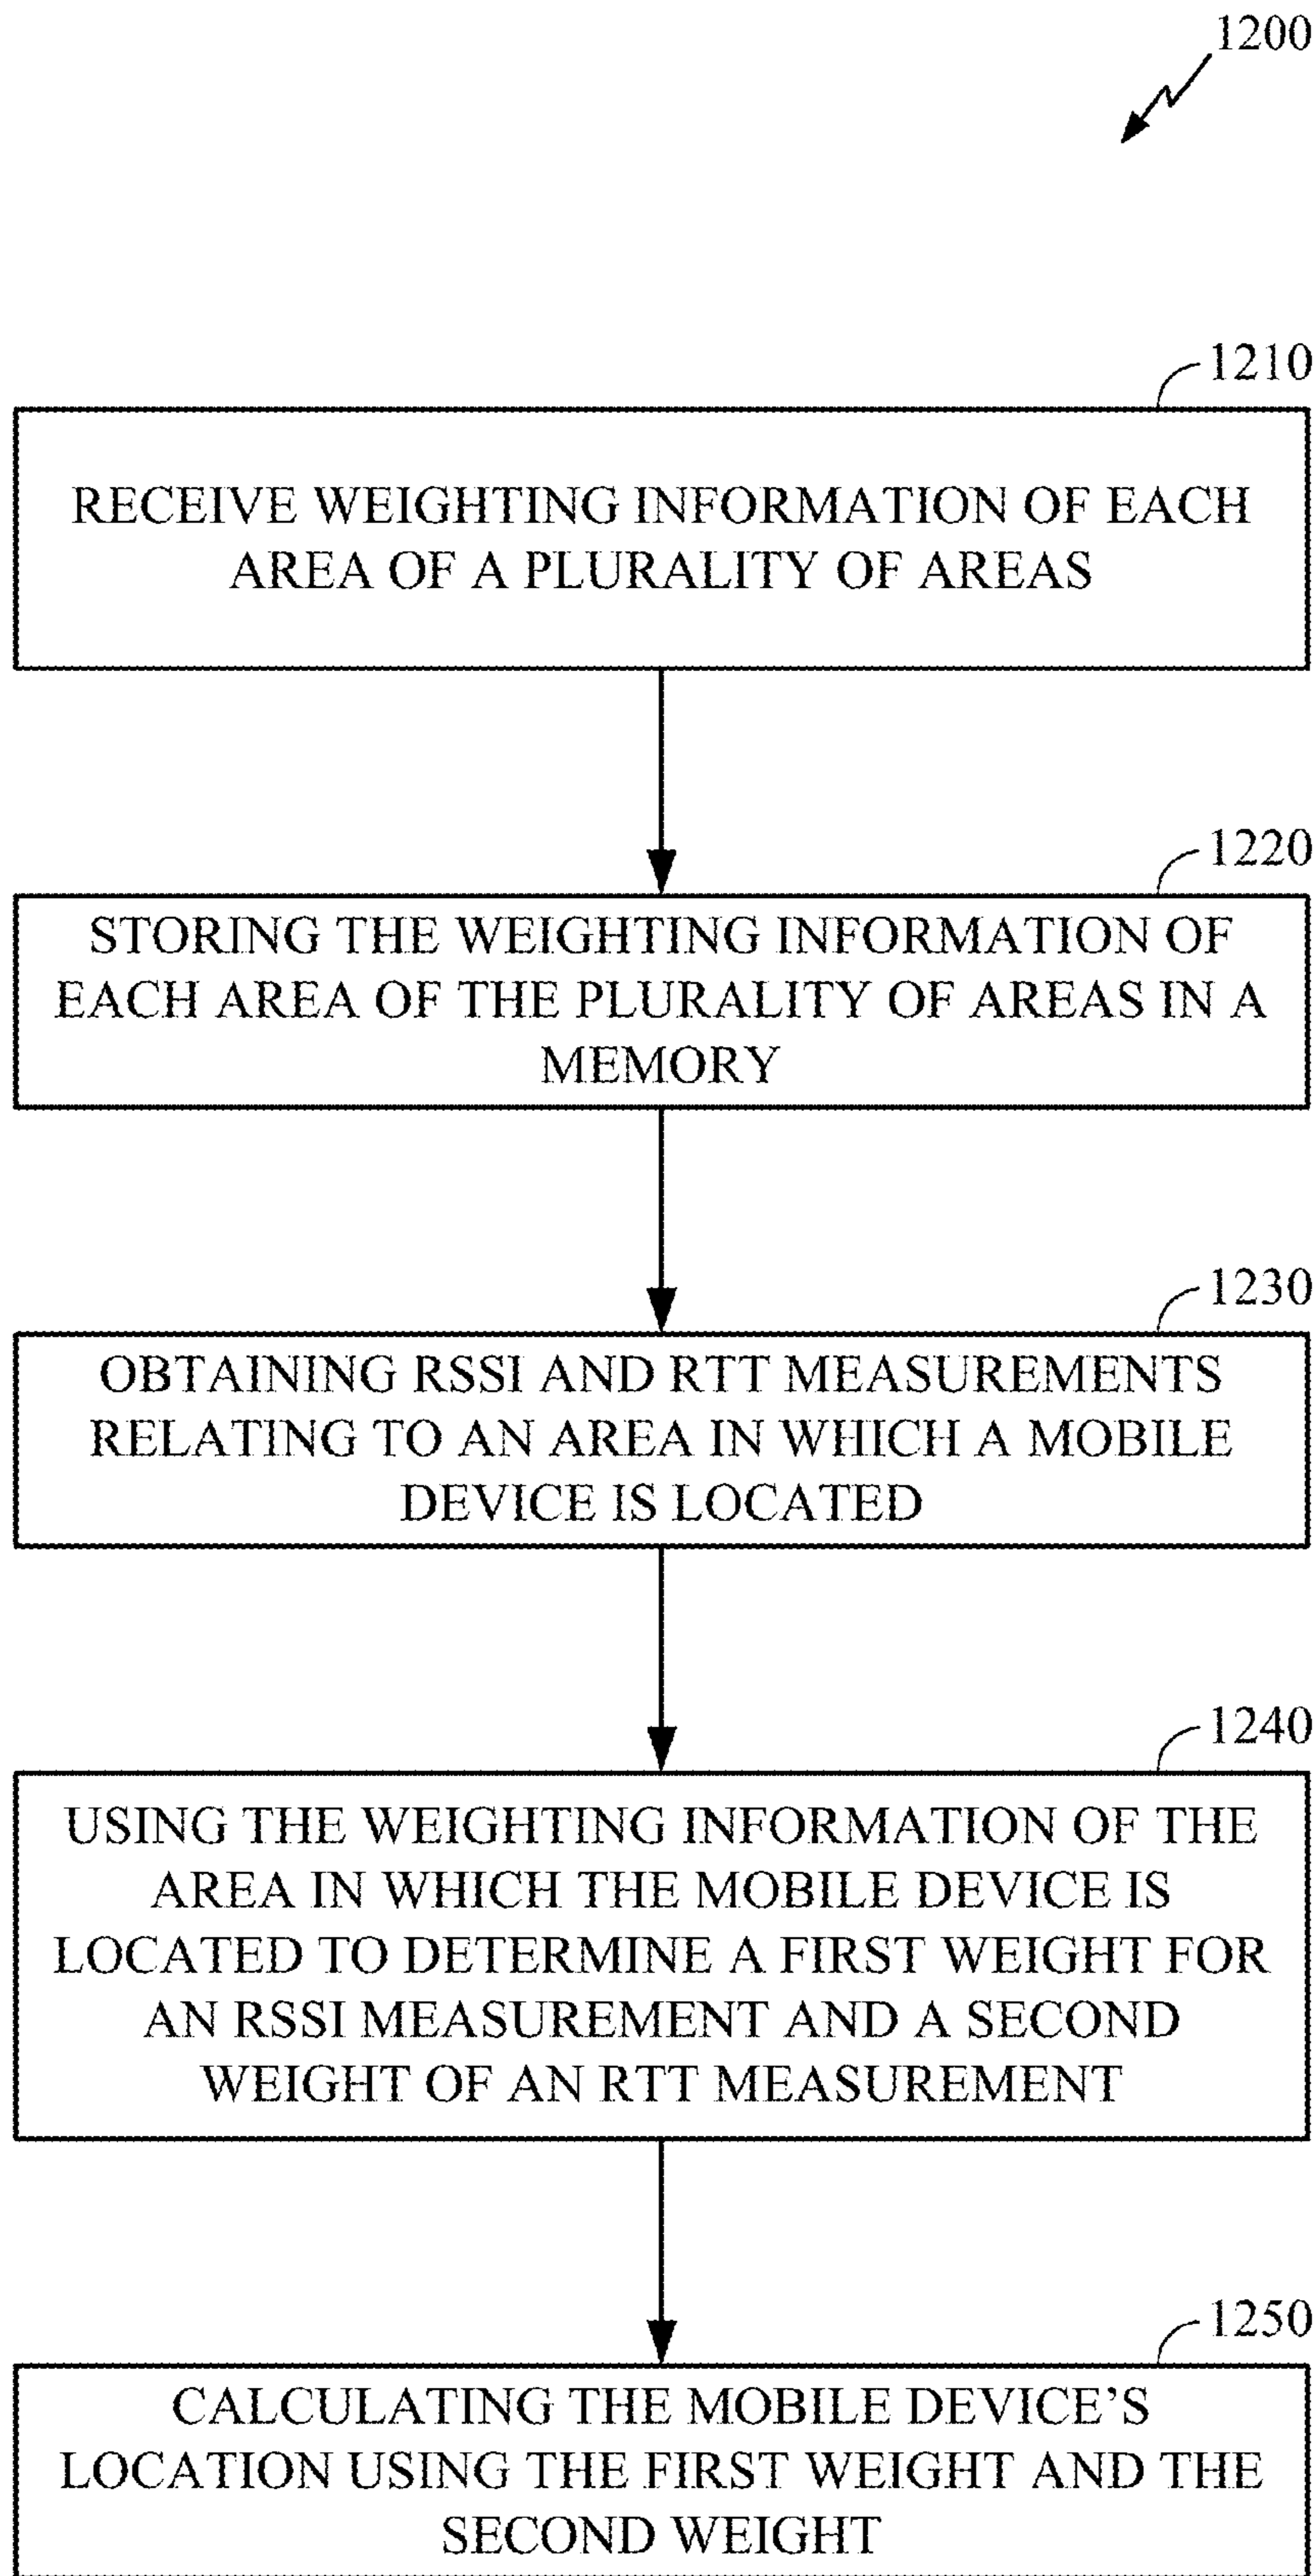 1200
1210
RECEIVE WEIGHTING INFORMATION OF EACH
AREA OF A PLURALITY OF AREAS
1220
STORING THE WEIGHTING INFORMATION OF
EACH AREA OF THE PLURALITY OF AREAS IN A
MEMORY
1230
OBTAINING RSSI AND RTT MEASUREMENTS
RELATING TO AN AREA IN WHICH A MOBILE
DEVICE IS LOCATED
1240
USING THE WEIGHTING INFORMATION OF THE
AREA IN WHICH THE MOBILE DEVICE IS
LOCATED TO DETERMINE A FIRST WEIGHT FOR
AN RSSI MEASUREMENT AND A SECOND
WEIGHT OF AN RTT MEASUREMENT
1250
CALCULATING THE MOBILE DEVICE’S
LOCATION USING THE FIRST WEIGHT AND THE
SECOND WEIGHT